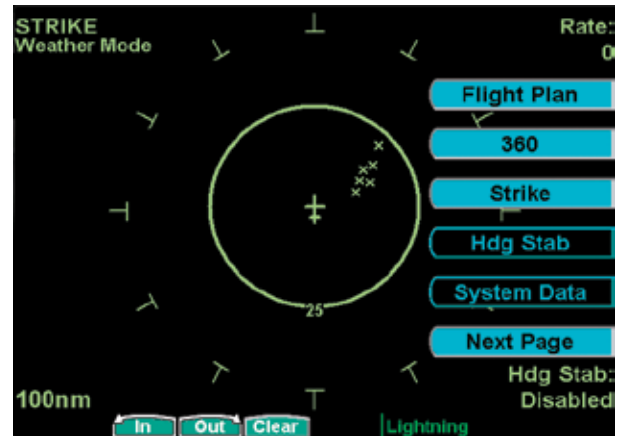 STRIKE
Weather Mode
Rate:
0
Flight Plan
360
Strike
Hdg Stab
System Data
Next Page
25
Hdg Stab:
Disabled
100nm
In Out Clear
Lightning